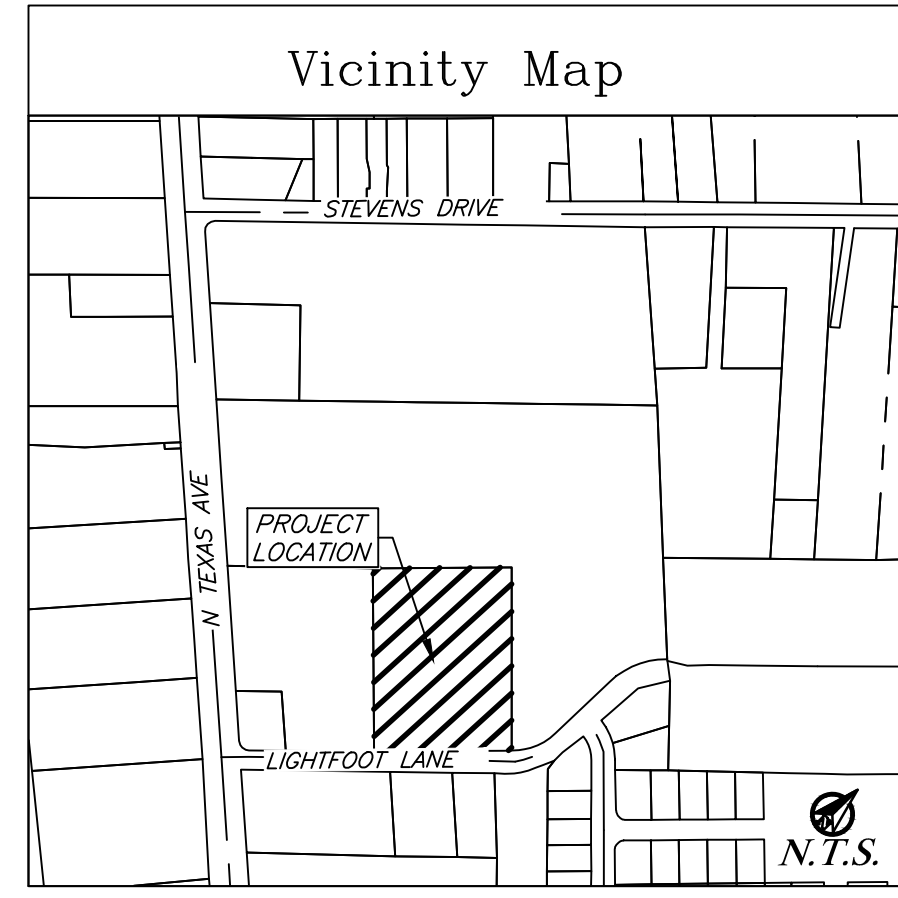 Vicinity Map
STEVENS DRIVE
N TEXAS AVE
PROJECT
LOCATION
LIGHTFOOT LANE
N.T.S.